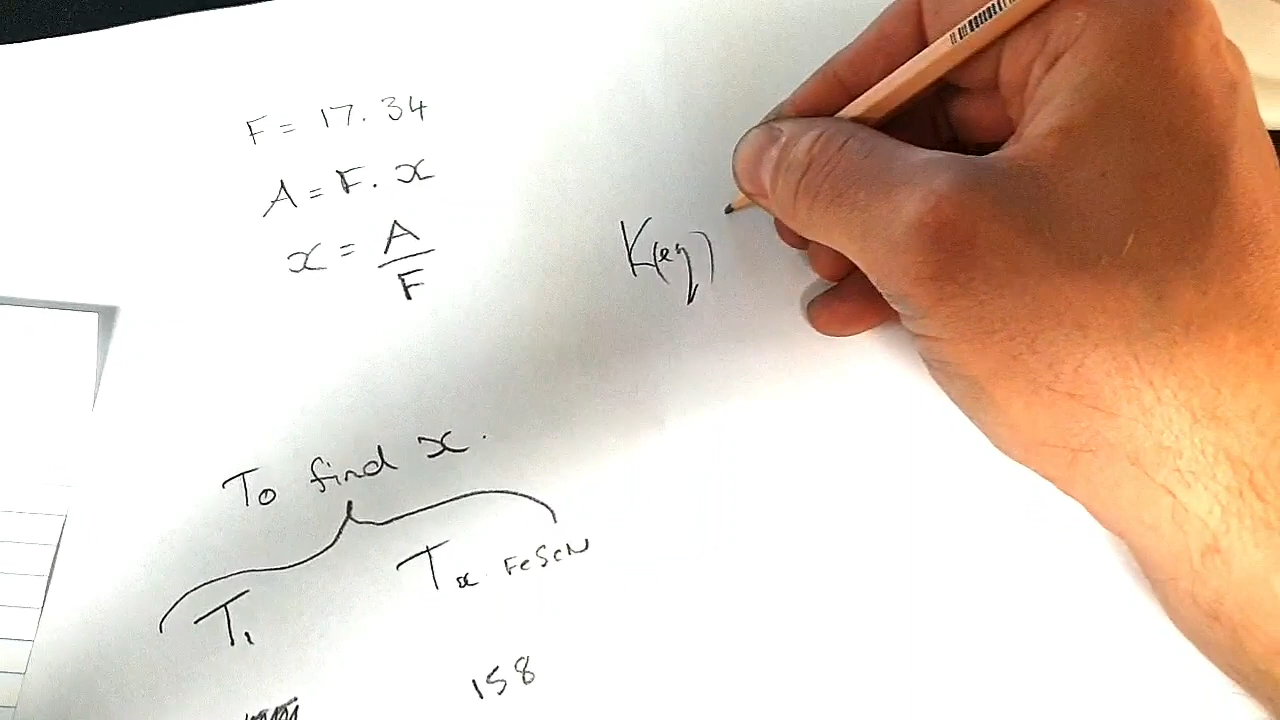 F = 17.34
A = F. x
x = A
F
K(eq)
To find x.
T1
Tx FeScN
158